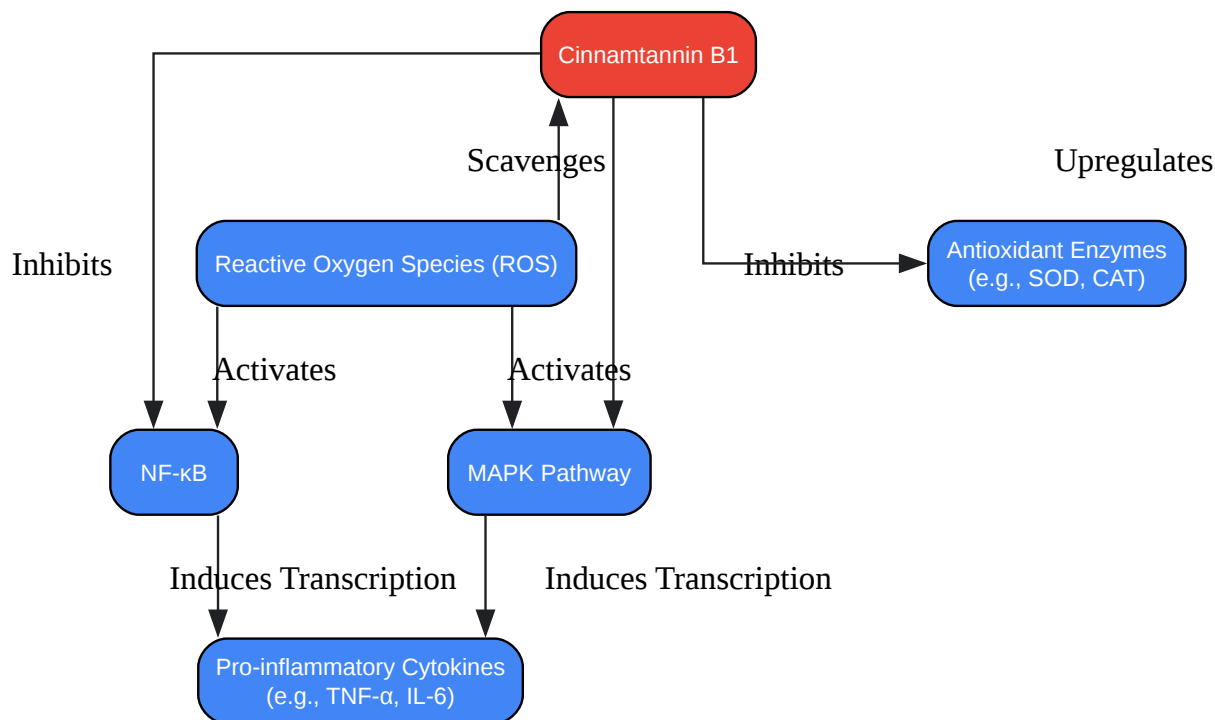 Cinnamtannin B1
Scavenges
Upregulates
Inhibits
Reactive Oxygen Species (ROS)
Inhibits
Antioxidant Enzymes
(e.g., SOD, CAT)
Activates
Activates
NF-κB
MAPK Pathway
Induces Transcription
Induces Transcription
Pro-inflammatory Cytokines
(e.g., TNF-α, IL-6)